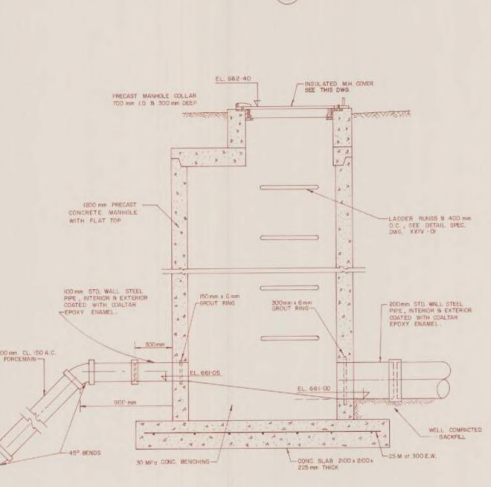 EL. 662-40
INSULATED M.H. COVER
SEE THIS DWG.
PRECAST MANHOLE COLLAR
700 mm I.D. & 300 mm DEEP
1200 mm PRECAST
CONCRETE MANHOLE
WITH FLAT TOP
LADDER RUNGS @ 400 mm
O.C., SEE DETAIL SPEC.
DWG. XXIV-01
100 mm STD. WALL STEEL
PIPE, INTERIOR & EXTERIOR
COATED WITH COALTAR
EPOXY ENAMEL.
150 mm x 6 mm
GROUT RING
300 mm x 6 mm
GROUT RING
200 mm STD. WALL STEEL
PIPE, INTERIOR & EXTERIOR
COATED WITH COALTAR
EPOXY ENAMEL.
300 mm
00 mm CL. 150 A.C.
FORCEMAIN
EL. 661-05
EL. 661-00
WELL COMPACTED
BACKFILL
45° BENDS
30 MPa CONC. BENCHING
CONC. SLAB 2100 x 2100 x
225 mm THICK